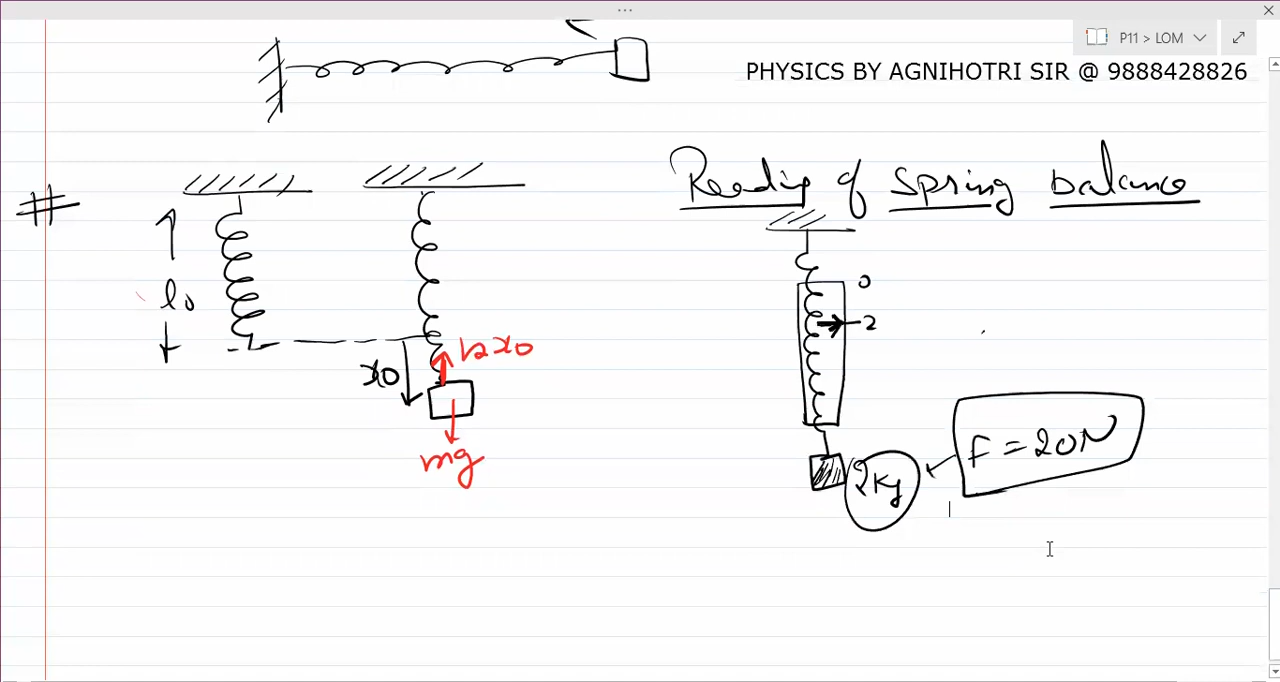 P11 > LOM
PHYSICS BY AGNIHOTRI SIR @ 9888428826
Reading of spring balance
#
l0
x0
kx0
mg
0
2
2Kg
F = 20N